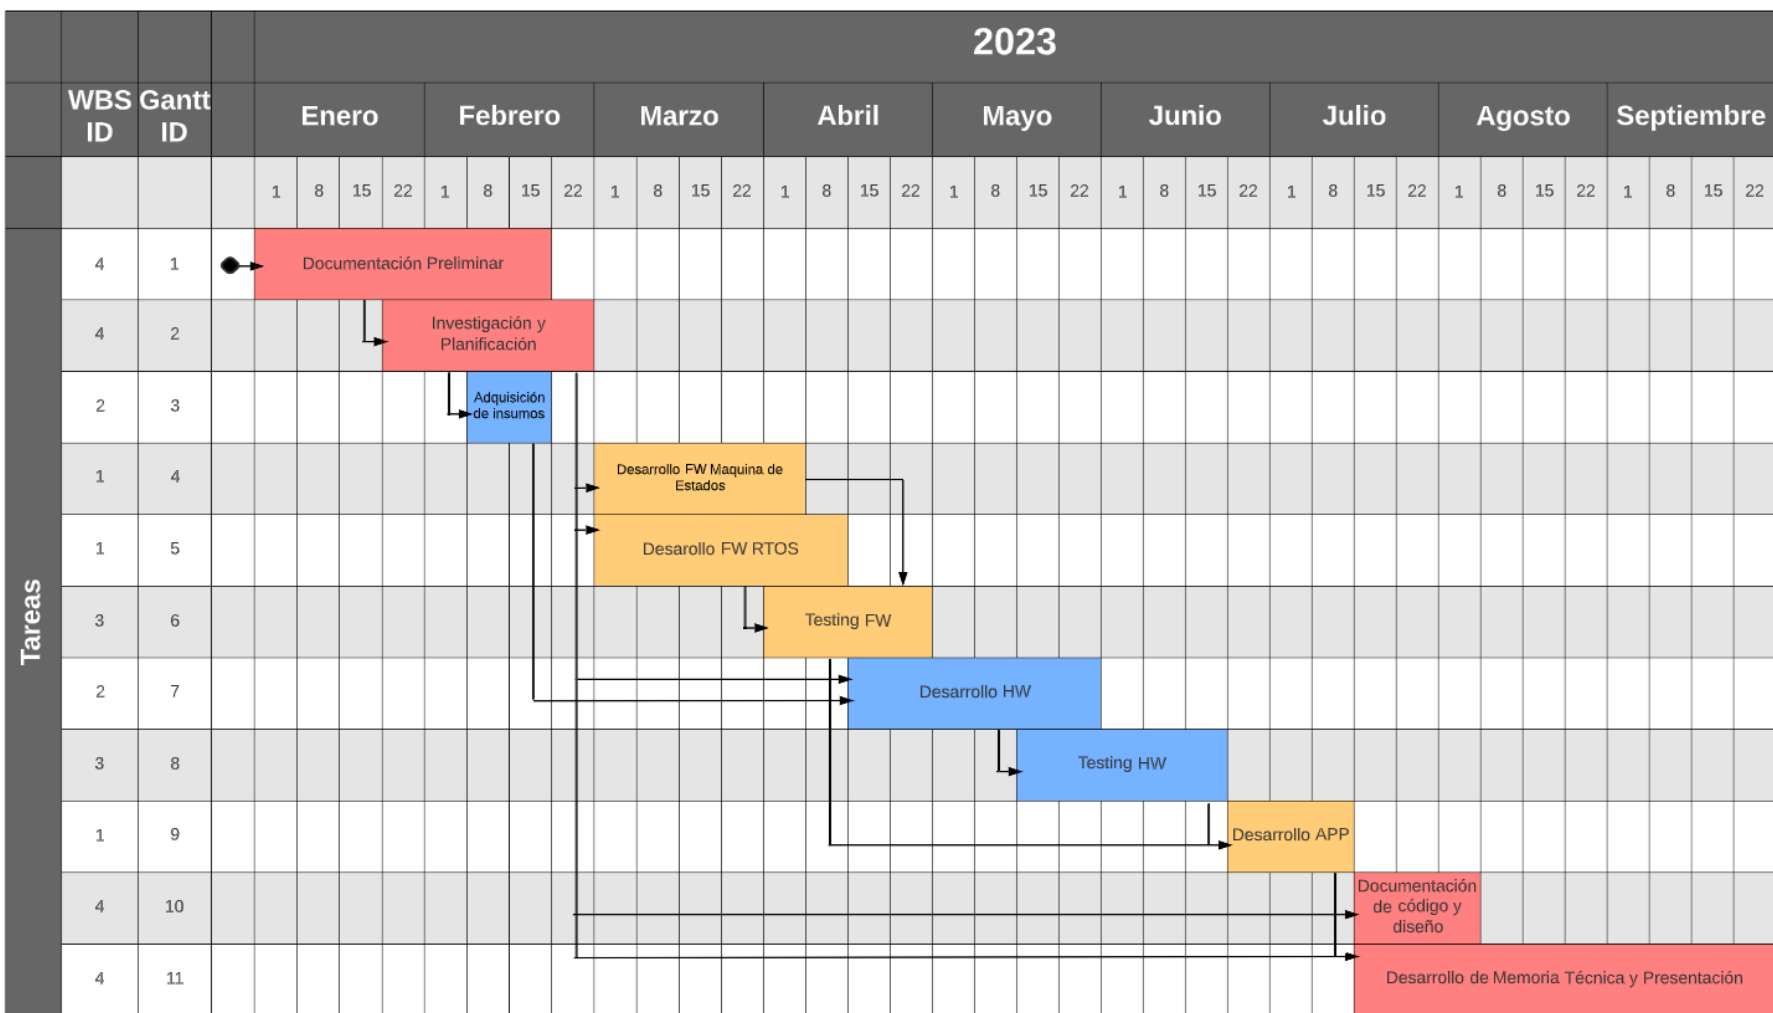 2023
WBS ID
Gantt ID
Enero
Febrero
Marzo
Abril
Mayo
Junio
Julio
Agosto
Septiembre
1 8 15 22 1 8 15 22 1 8 15 22 1 8 15 22 1 8 15 22 1 8 15 22 1 8 15 22 1 8 15 22 1 8 15 22
Tareas
4 1 Documentación Preliminar
4 2 Investigación y
Planificación
2 3 Adquisición
de insumos
1 4 Desarrollo FW Maquina de
Estados
1 5 Desarollo FW RTOS
3 6 Testing FW
2 7 Desarrollo HW
3 8 Testing HW
1 9 Desarrollo APP
4 10 Documentación
de código y
diseño
4 11 Desarrollo de Memoria Técnica y Presentación